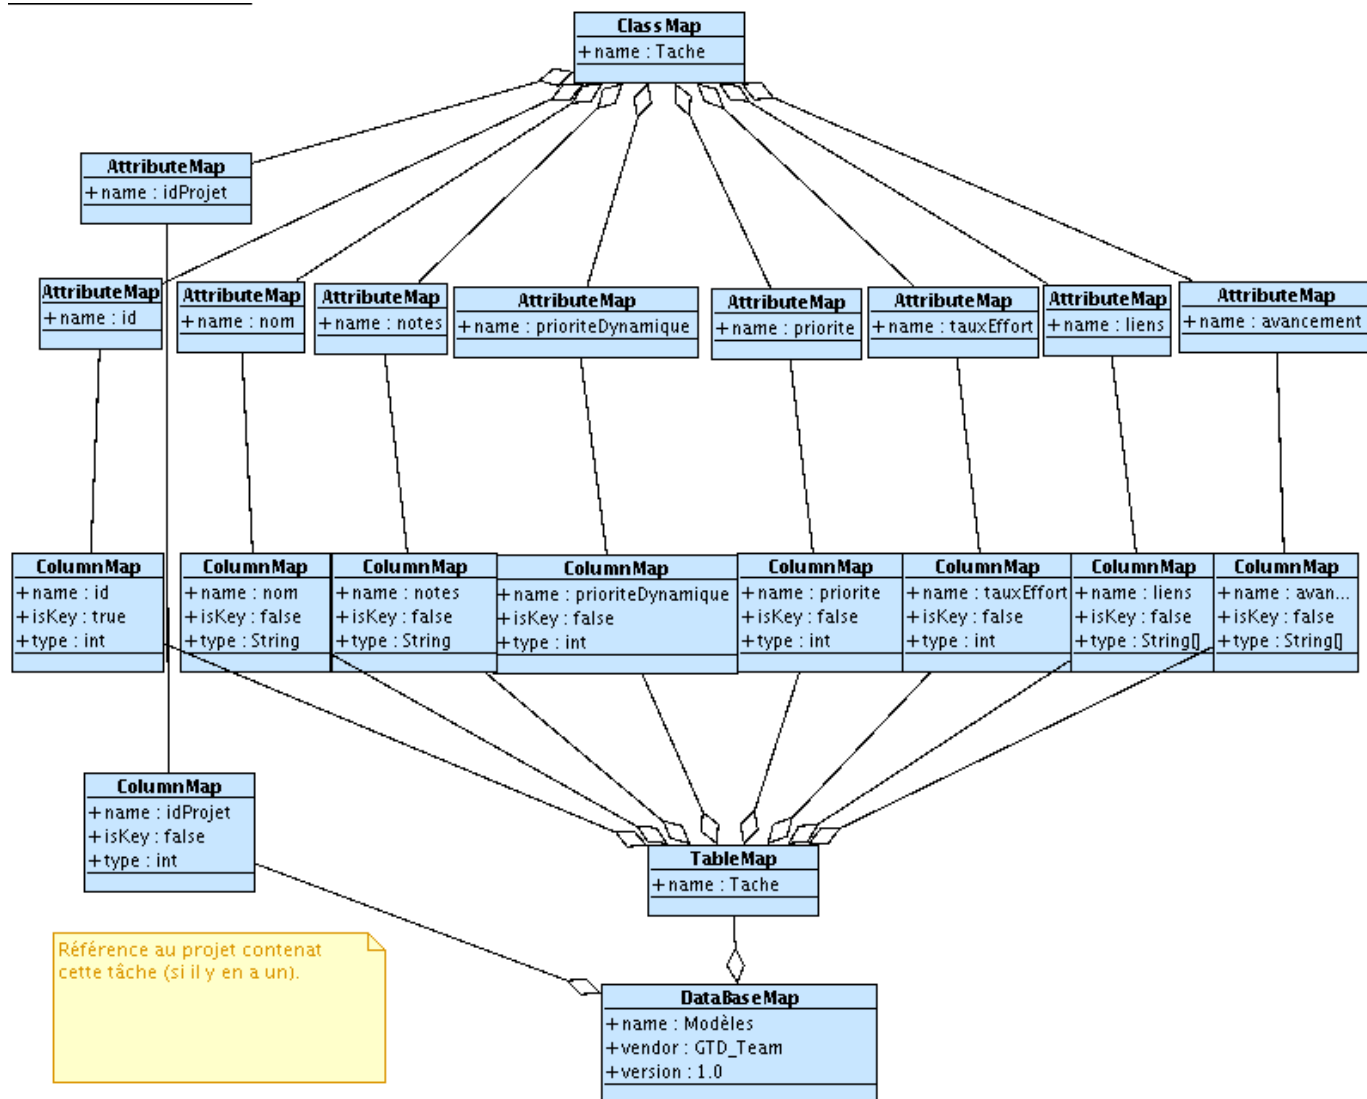 ClassMap
+name : Tache
AttributeMap
+name : idProjet
AttributeMap
+name : id
AttributeMap
+name : nom
AttributeMap
+name : notes
AttributeMap
+name : prioriteDynamique
AttributeMap
+name : priorite
AttributeMap
+name : tauxEffort
AttributeMap
+name : liens
AttributeMap
+name : avancement
ColumnMap
+name : id
+isKey : true
+type : int
ColumnMap
+name : nom
+isKey : false
+type : String
ColumnMap
+name : notes
+isKey : false
+type : String
ColumnMap
+name : prioriteDynamique
+isKey : false
+type : int
ColumnMap
+name : priorite
+isKey : false
+type : int
ColumnMap
+name : tauxEffort
+isKey : false
+type : int
ColumnMap
+name : liens
+isKey : false
+type : String[]
ColumnMap
+name : avan...
+isKey : false
+type : String[]
ColumnMap
+name : idProjet
+isKey : false
+type : int
TableMap
+name : Tache
Référence au projet contenat
cette tâche (si il y en a un).
DataBaseMap
+name : Modèles
+vendor : GTD_Team
+version : 1.0